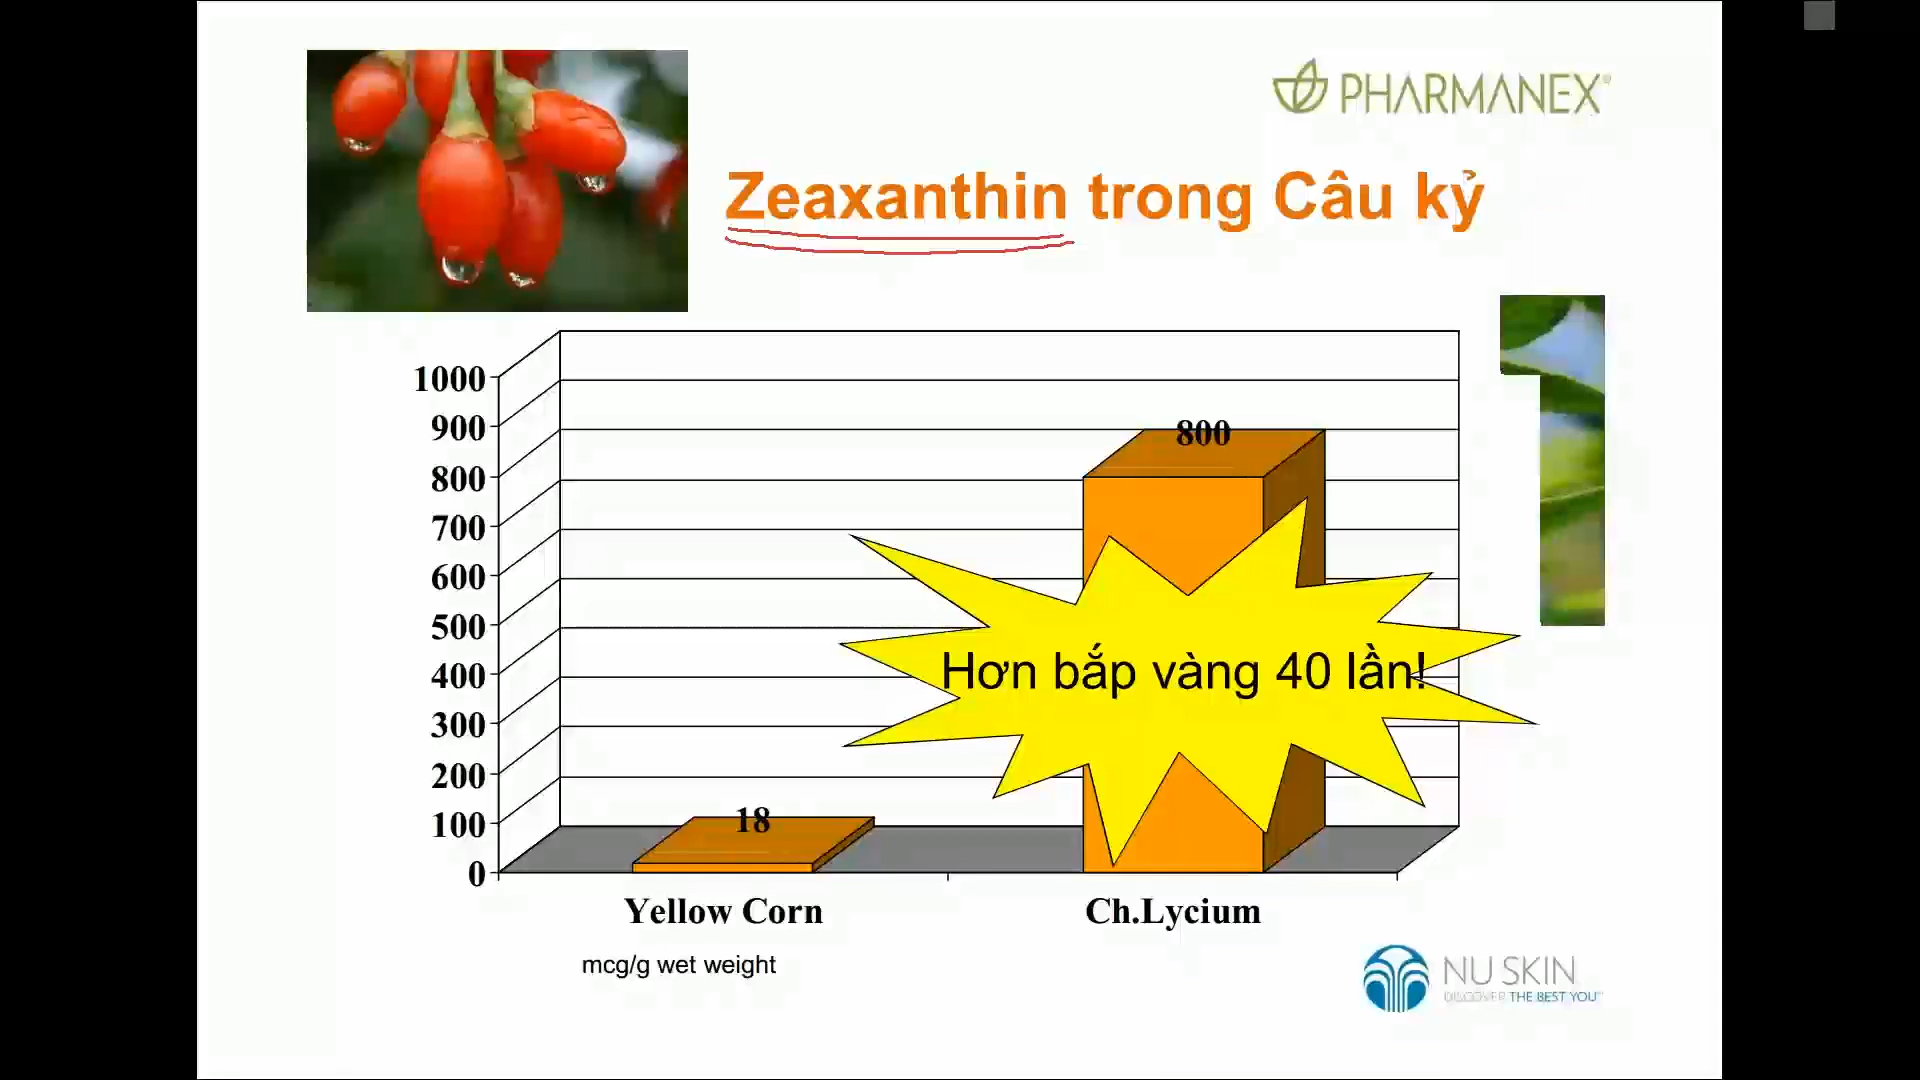 PHARMANEX®
Zeaxanthin trong Câu kỷ
1000
900
800
700
600
500
400
300
200
100
0
800
18
Hơn bắp vàng 40 lần!
Yellow Corn
Ch.Lycium
mcg/g wet weight
NU SKIN
DISCOVER THE BEST YOU™